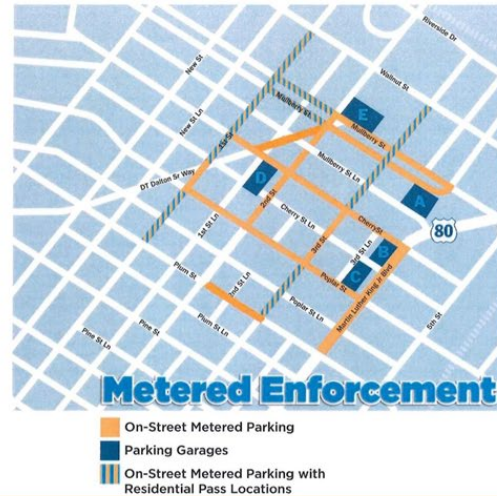 Riverside Dr
New St
Walnut St
Mulberry St
New St Ln
E
Mulberry St
1st St
Mulberry St Ln
DT Dalton Sr Way
D
A
2nd St
80
Cherry St Ln
CherrySt
1st St Ln
3rd St
3rd St Ln
B
Plum St
C
2nd St Ln
Poplar St
Martin Luther King Jr Blvd
Poplar St Ln
Plum St Ln
5th St
Pine St
Pine St Ln
Metered Enforcement
On-Street Metered Parking
Parking Garages
On-Street Metered Parking with
Residential Pass Locations